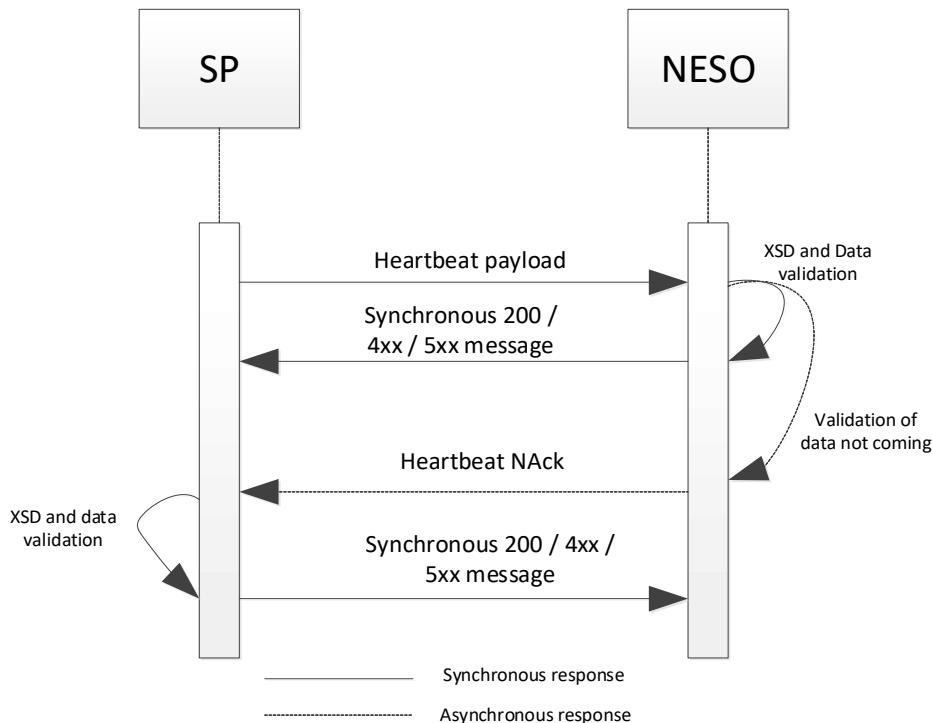 SP
NESO
Heartbeat payload
XSD and Data
validation
Synchronous 200 /
4xx / 5xx message
Validation of
data not coming
Heartbeat NAck
XSD and data
validation
Synchronous 200 / 4xx /
5xx message
Synchronous response
Asynchronous response